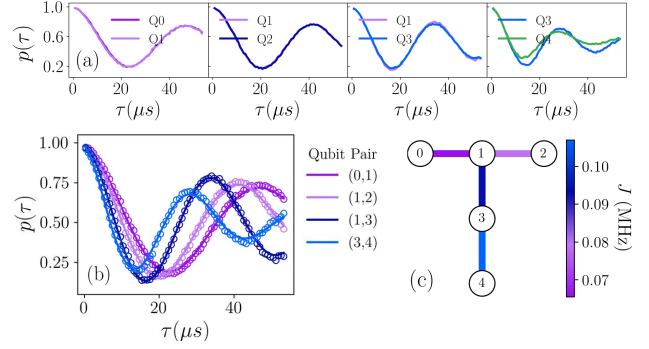 1.0
0.6
0.2
p(τ)
(a)
Q0
Q1
Q1
Q2
Q1
Q3
Q3
Q4
0 20 40
0 20 40
0 20 40
0 20 40
τ(μs
τ(μs
τ(μs
τ(μs
1.00
0.75
0.50
0.25
p(τ)
(b)
0 20 40
τ(μs)
Qubit Pair
(0,1)
(1,2)
(1,3)
(3,4)
0 1 2
3
4
(c)
0.10
0.09
0.08
0.07
J (MHz)